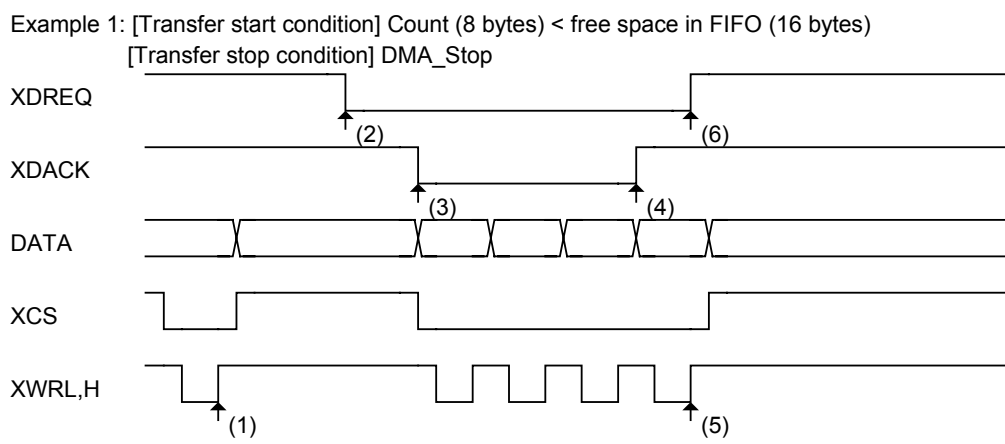 Example 1: [Transfer start condition] Count (8 bytes) < free space in FIFO (16 bytes)
[Transfer stop condition] DMA_Stop
XDREQ
(2)
(6)
XDACK
(3)
(4)
DATA
XCS
XWRL,H
(1)
(5)